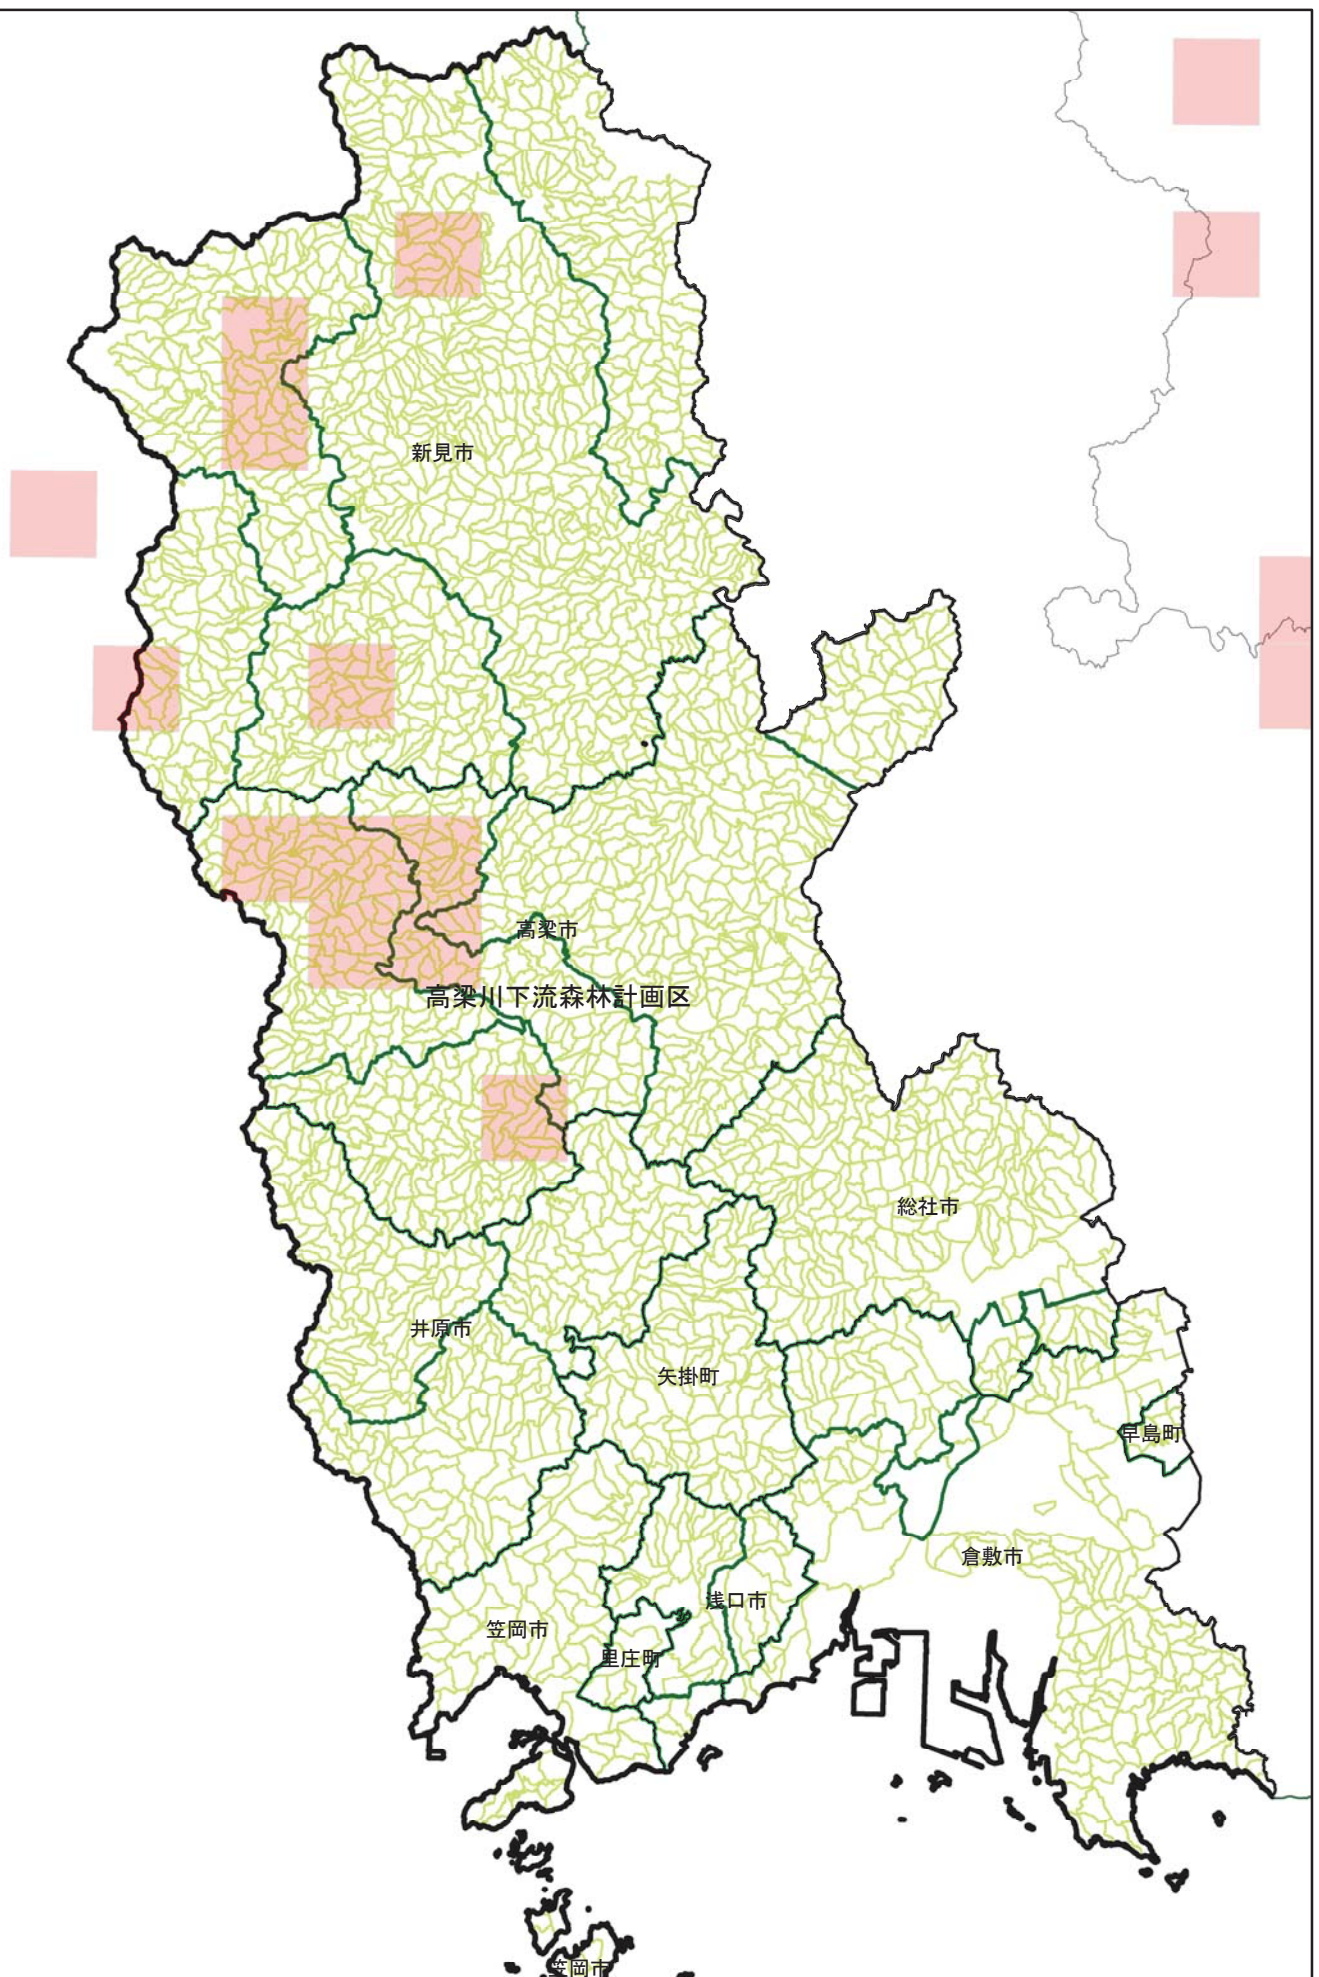 新見市
高梁市
高梁川下流森林計画区
総社市
井原市
矢掛町
早島町
倉敷市
浅口市
笠岡市
里庄町
笠岡市